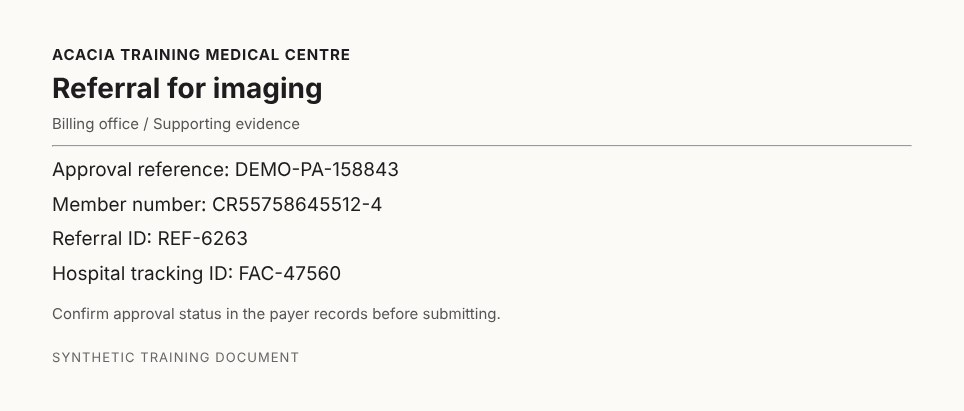 ACACIA TRAINING MEDICAL CENTRE
Referral for imaging
Billing office / Supporting evidence
Approval reference: DEMO-PA-158843
Member number: CR55758645512-4
Referral ID: REF-6263
Hospital tracking ID: FAC-47560
Confirm approval status in the payer records before submitting.
SYNTHETIC TRAINING DOCUMENT